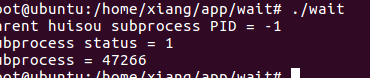 oot@ubuntu:/home/xiang/app/wait# ./wait
arent huisou subprocess PID = -1
ubprocess status = 1
ubprocess = 47266
oot@ubuntu:/home/xiang/app/wait#